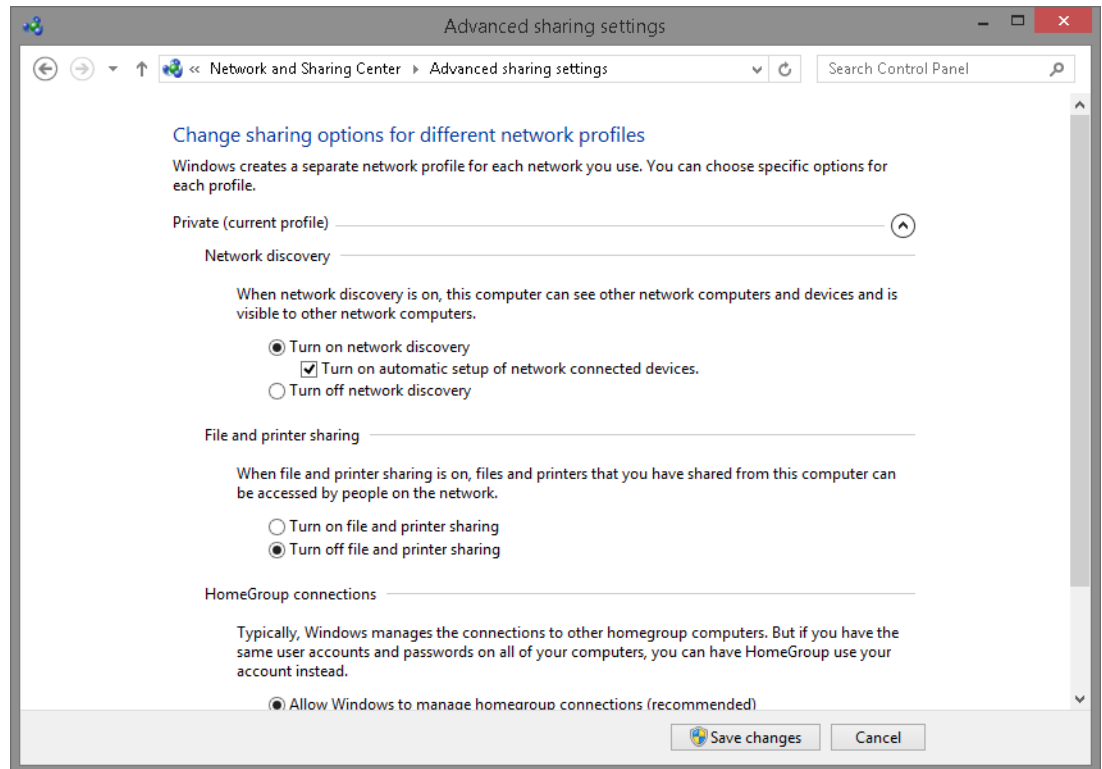 Advanced sharing settings
« Network and Sharing Center Advanced sharing settings
Search Control Panel
Change sharing options for different network profiles
Windows creates a separate network profile for each network you use. You can choose specific options for
each profile.
Private (current profile)
Network discovery
When network discovery is on, this computer can see other network computers and devices and is
visible to other network computers.
Turn on network discovery
Turn on automatic setup of network connected devices.
Turn off network discovery
File and printer sharing
When file and printer sharing is on, files and printers that you have shared from this computer can
be accessed by people on the network.
Turn on file and printer sharing
Turn off file and printer sharing
HomeGroup connections
Typically, Windows manages the connections to other homegroup computers. But if you have the
same user accounts and passwords on all of your computers, you can have HomeGroup use your
account instead.
Allow Windows to manage homegroup connections (recommended)
Save changes
Cancel